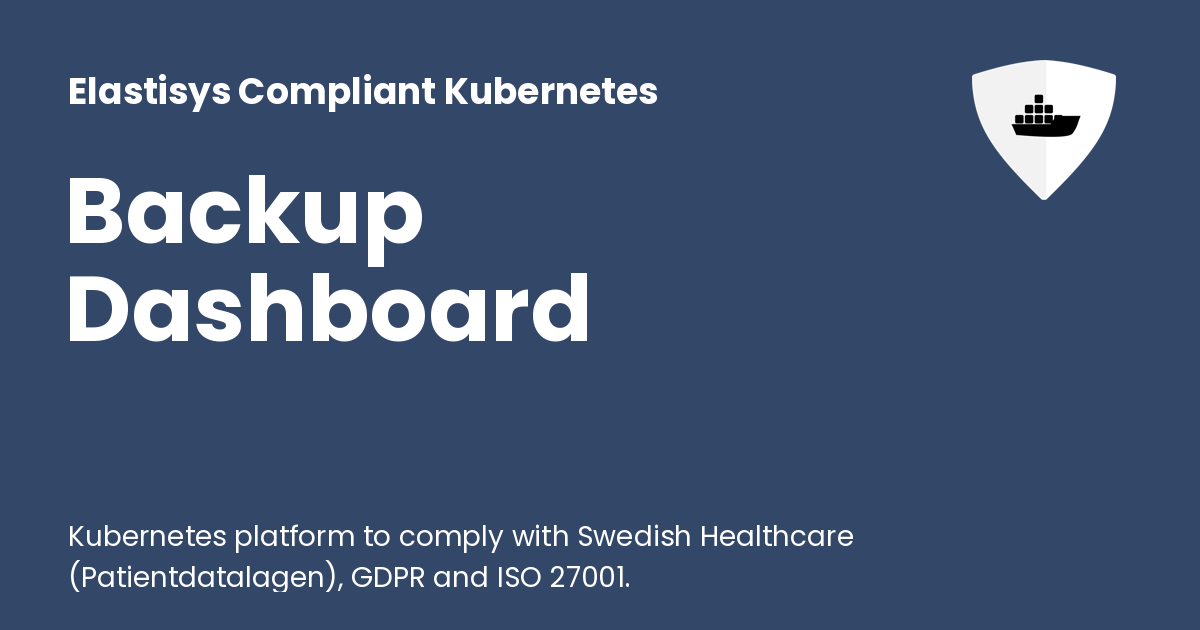 Elastisys Compliant Kubernetes
Backup
Dashboard
Kubernetes platform to comply with Swedish Healthcare
(Patientdatalagen), GDPR and ISO 27001.